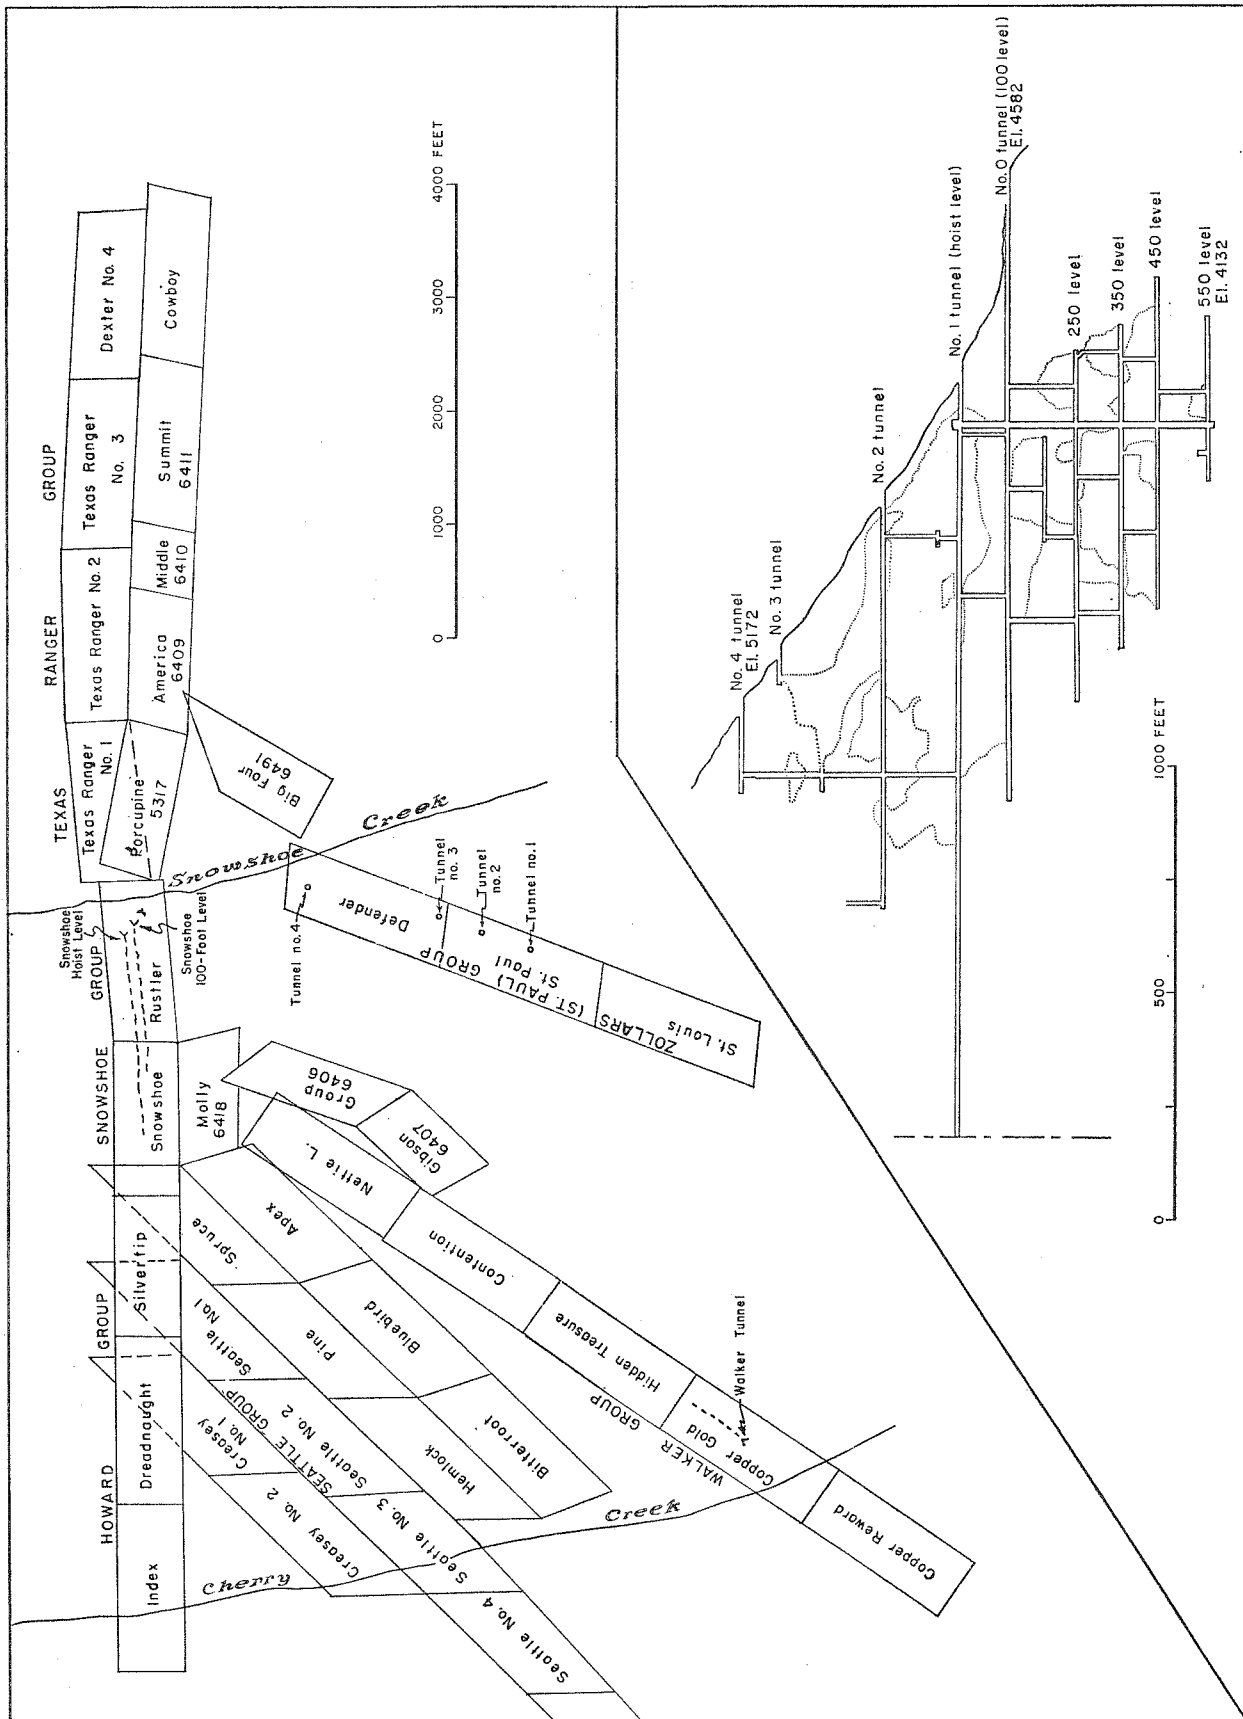 HOWARD
GROUP
SNOWSHOE
GROUP
TEXAS
RANGER
GROUP
Index
Dreadnaught
Silvertip
Snowshoe
Rustler
Snowshoe
Hoist Level
Snowshoe
100-Foot Level
Texas Ranger
No. 1
Porcupine
5317
Texas Ranger No. 2
Texas Ranger
No. 3
Dexter No. 4
America
6409
Middle
6410
Summit
6411
Cowboy
Big Four
6491
Snowshoe
Creek
Molly
6418
Group
6406
Gibson
6407
Nettie L.
Contention
Hidden Treasure
Copper Gold
Copper Reward
WALKER
GROUP
Walker Tunnel
Apex
Spruce
Bluebird
Pine
Bitterroot
Hemlock
Seattle No.1
Seattle No. 2
Seattle No. 3
Seattle No. 4
SEATTLE GROUP
Creasey
No. 1
Creasey No. 2
Cherry
Creek
Defender
St. Paul
St. Louis
ZOLLARS
(ST. PAUL)
GROUP
Tunnel no.4
Tunnel
no. 3
Tunnel
no. 2
Tunnel no.1
0
1000
2000
3000
4000 FEET
No. 4 tunnel
El. 5172
No. 3 tunnel
No. 2 tunnel
No. 1 tunnel (hoist level)
No. 0 tunnel (100 level)
El. 4582
250 level
350 level
450 level
550 level
El. 4132
0
500
1000 FEET